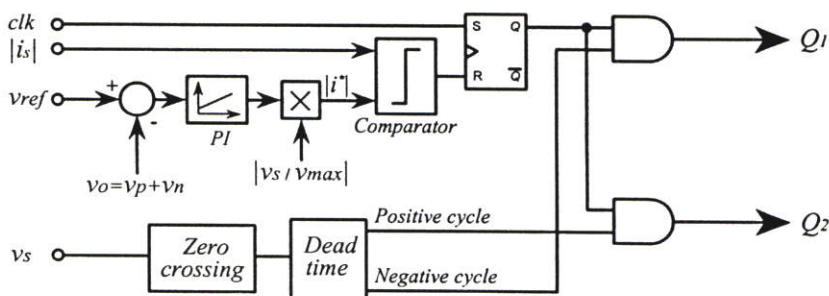 clk
S Q
Q1
|is|
R Q
vref
+
-
PI
×
|i*|
Comparator
vo=vp+vn
|vs / vmax|
Q2
Positive cycle
vs
Zero
crossing
Dead
time
Negative cycle